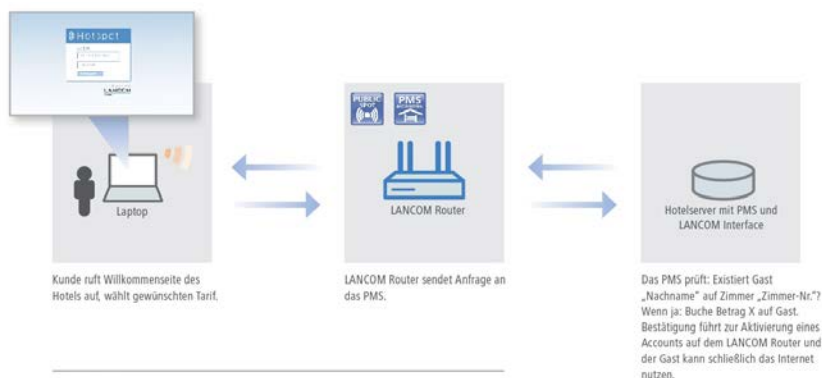 Hotspot
LANCOM
PUBLIC
SPOT
PMS
Laptop
LANCOM Router
Hotelserver mit PMS und
LANCOM Interface
Kunde ruft Willkommenseite des
Hotels auf, wählt gewünschten Tarif.
LANCOM Router sendet Anfrage an
das PMS.
Das PMS prüft: Existiert Gast
„Nachname" auf Zimmer „Zimmer-Nr."?
Wenn ja: Buche Betrag X auf Gast.
Bestätigung führt zur Aktivierung eines
Accounts auf dem LANCOM Router und
der Gast kann schließlich das Internet
nutzen.